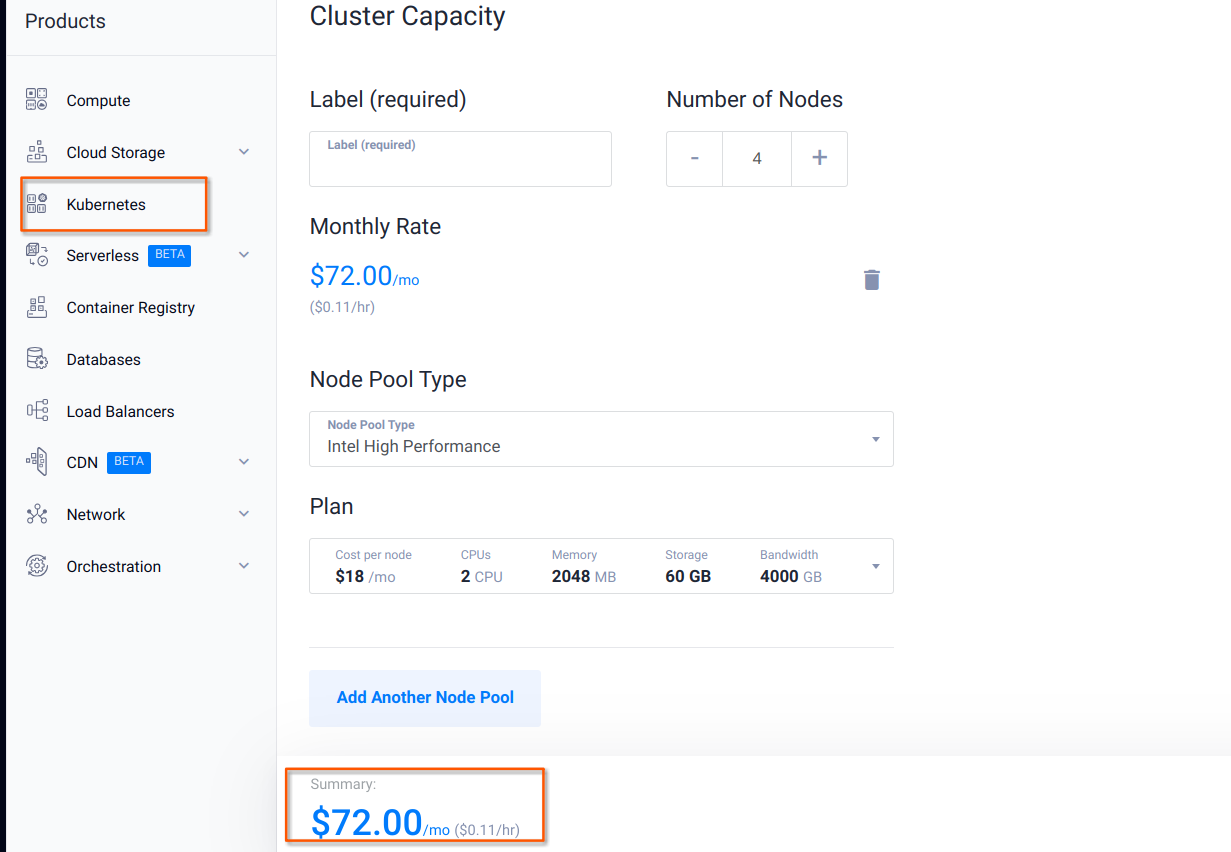 Products
Compute
Cloud Storage
Kubernetes
Serverless BETA
Container Registry
Databases
Load Balancers
CDN BETA
Network
Orchestration
Cluster Capacity
Label (required)
Label (required)
Number of Nodes
- 4 +
Monthly Rate
$72.00/mo
($0.11/hr)
Node Pool Type
Node Pool Type
Intel High Performance
Plan
Cost per node CPUs Memory Storage Bandwidth
$18 /mo 2 CPU 2048 MB 60 GB 4000 GB
Add Another Node Pool
Summary:
$72.00/mo ($0.11/hr)